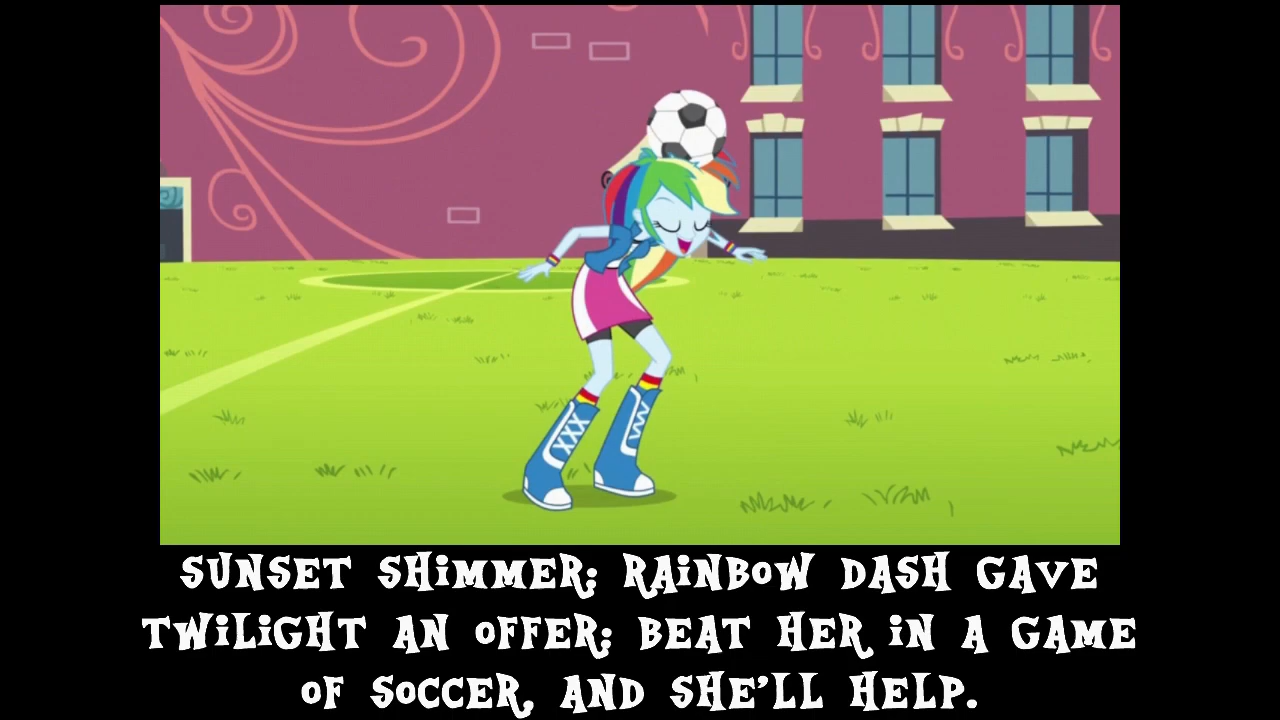 SUNSET SHIMMER: RAINBOW DASH GAVE
TWILIGHT AN OFFER: BEAT HER IN A GAME
OF SOCCER, AND SHE'LL HELP.